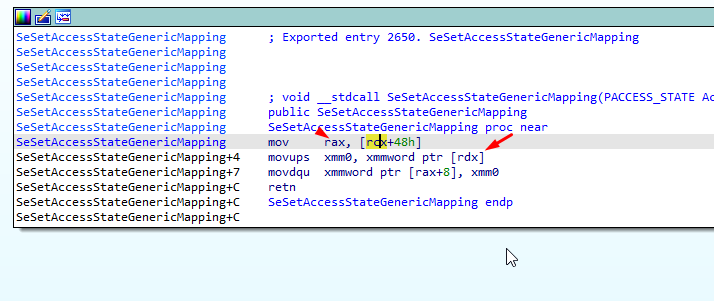 SeSetAccessStateGenericMapping ; Exported entry 2650. SeSetAccessStateGenericMapping
SeSetAccessStateGenericMapping
SeSetAccessStateGenericMapping
SeSetAccessStateGenericMapping
SeSetAccessStateGenericMapping ; void __stdcall SeSetAccessStateGenericMapping(PACCESS_STATE Ac
SeSetAccessStateGenericMapping public SeSetAccessStateGenericMapping
SeSetAccessStateGenericMapping SeSetAccessStateGenericMapping proc near
SeSetAccessStateGenericMapping mov rax, [rcx+48h]
SeSetAccessStateGenericMapping+4 movups xmm0, xmmword ptr [rdx]
SeSetAccessStateGenericMapping+7 movdqu xmmword ptr [rax+8], xmm0
SeSetAccessStateGenericMapping+C retn
SeSetAccessStateGenericMapping+C SeSetAccessStateGenericMapping endp
SeSetAccessStateGenericMapping+C